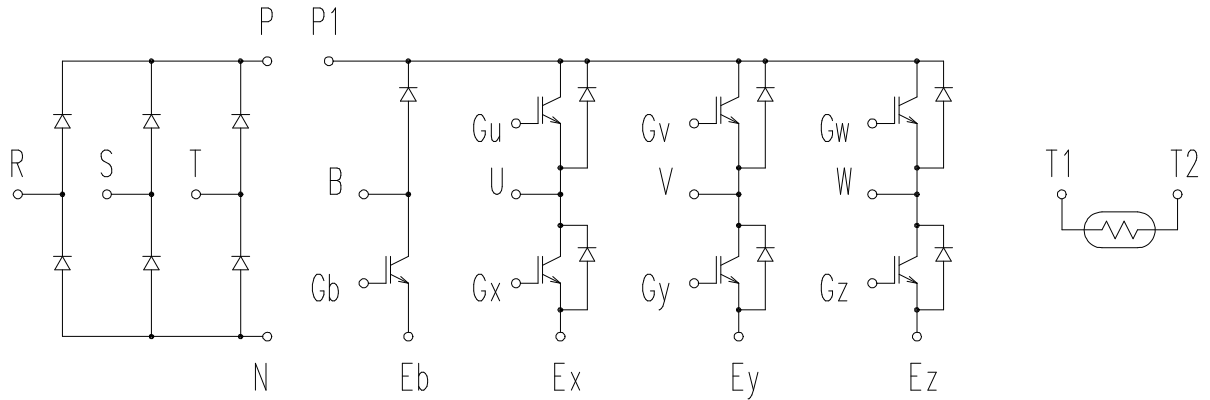 P P1
R S T B Gu U Gv V Gw W T1 T2
Gb Gx Gy Gz
N Eb Ex Ey Ez